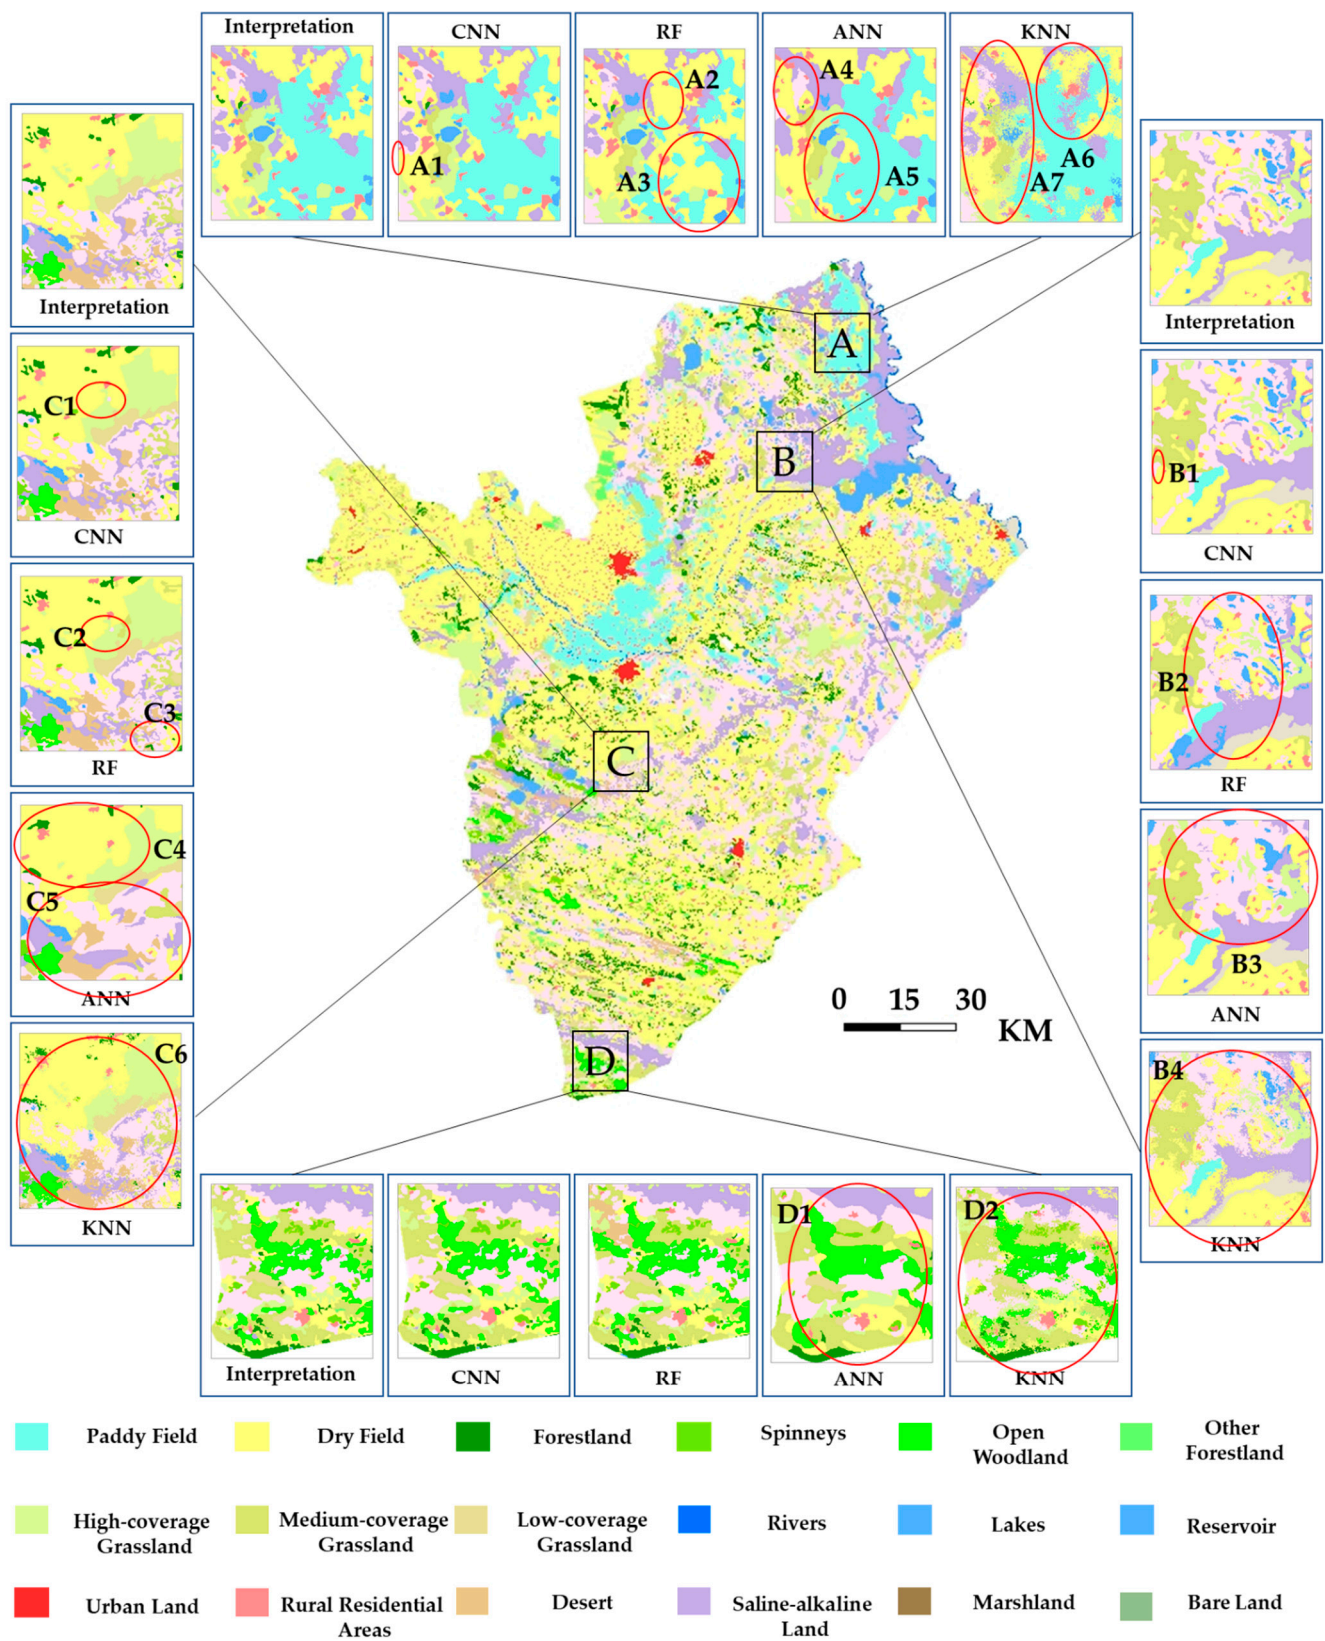 Interpretation
CNN
RF
ANN
KNN
A1
A2
A3
A4
A5
A6
A7
Interpretation
CNN
C1
RF
C2
C3
ANN
C4
C5
KNN
C6
A
B
C
D
0 15 30
KM
Interpretation
CNN
B1
RF
B2
ANN
B3
KNN
B4
Interpretation
CNN
RF
ANN
D1
KNN
D2
Paddy Field
Dry Field
Forestland
Spinneys
Open
Woodland
Other
Forestland
High-coverage
Grassland
Medium-coverage
Grassland
Low-coverage
Grassland
Rivers
Lakes
Reservoir
Urban Land
Rural Residential
Areas
Desert
Saline-alkaline
Land
Marshland
Bare Land